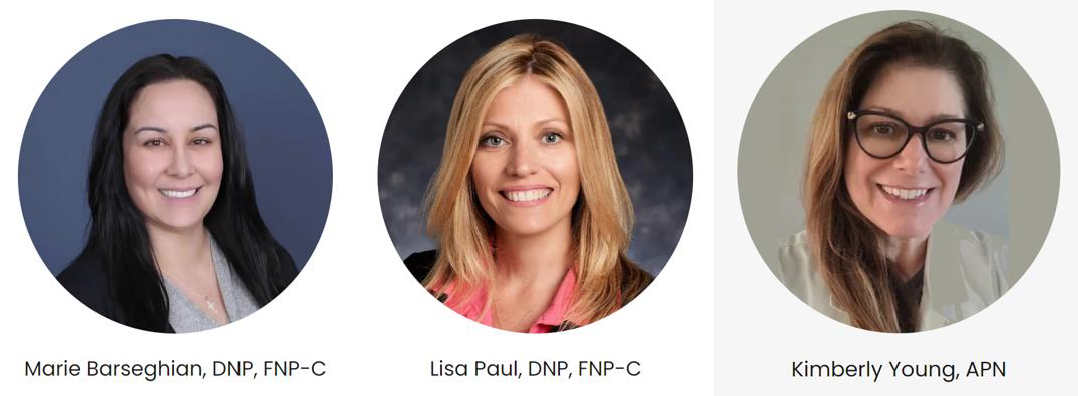 Marie Barseghian, DNP, FNP-C
Lisa Paul, DNP, FNP-C
Kimberly Young, APN